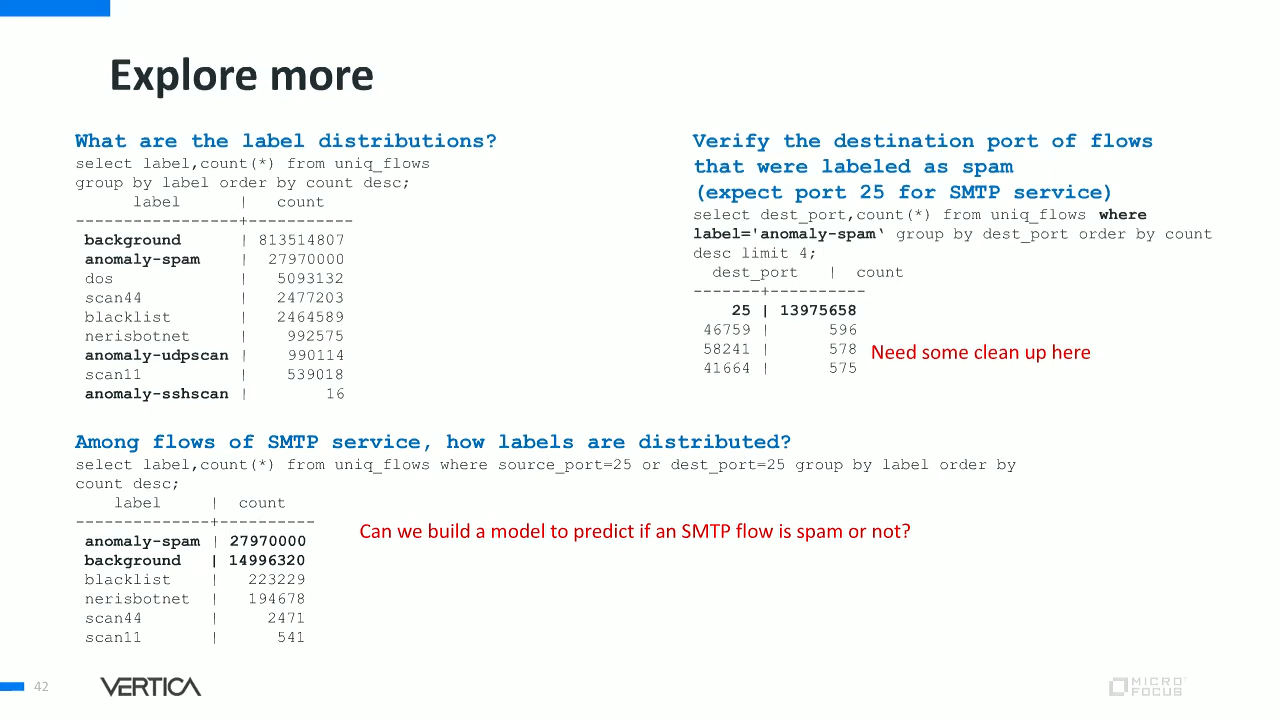 Explore more
What are the label distributions?
select label,count(*) from uniq_flows
group by label order by count desc;
label | count
-----------------+-----------
background | 813514807
anomaly-spam | 27970000
dos | 5093132
scan44 | 2477203
blacklist | 2464589
nerisbotnet | 992575
anomaly-udpscan | 990114
scan11 | 539018
anomaly-sshscan | 16
Verify the destination port of flows
that were labeled as spam
(expect port 25 for SMTP service)
select dest_port,count(*) from uniq_flows where
label='anomaly-spam‘ group by dest_port order by count
desc limit 4;
dest_port | count
-------+----------
25 | 13975658
46759 | 596
58241 | 578
41664 | 575
Need some clean up here
Among flows of SMTP service, how labels are distributed?
select label,count(*) from uniq_flows where source_port=25 or dest_port=25 group by label order by
count desc;
label | count
--------------+----------
anomaly-spam | 27970000
background | 14996320
blacklist | 223229
nerisbotnet | 194678
scan44 | 2471
scan11 | 541
Can we build a model to predict if an SMTP flow is spam or not?
42
VERTICA
MICRO
FOCUS